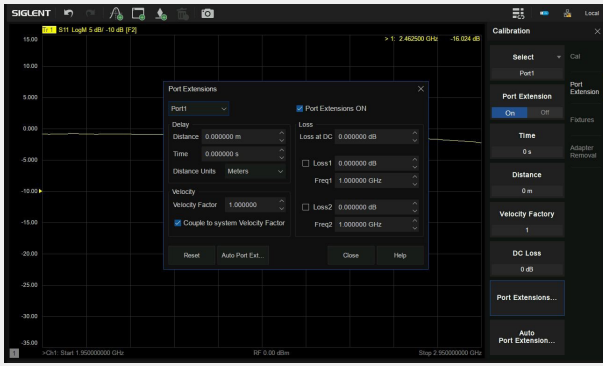 SIGLENT
Local
Tr 1 S11 LogM 5 dB/ -10 dB [F2]
> 1: 2.462500 GHz -16.024 dB
15.00
10.00
5.000
0.000
-5.000
-10.00
-15.00
-20.00
-25.00
-30.00
-35.00
Port Extensions
Port1
Port Extensions ON
Delay
Distance 0.000000 m
Time 0.000000 s
Distance Units Meters
Velocity
Velocity Factor 1.000000
Couple to system Velocity Factor
Loss
Loss at DC 0.000000 dB
Loss1 0.000000 dB
Freq1 1.000000 GHz
Loss2 0.000000 dB
Freq2 1.000000 GHz
Reset
Auto Port Ext...
Close
Help
1
>Ch1: Start 1.950000000 GHz
RF 0.00 dBm
Stop 2.950000000 GHz
Calibration
Select
Port1
Port Extension
On Off
Time
0 s
Distance
0 m
Velocity Factory
1
DC Loss
0 dB
Port Extensions...
Auto
Port Extension...
Cal
Port
Extension
Fixtures
Adapter
Removal